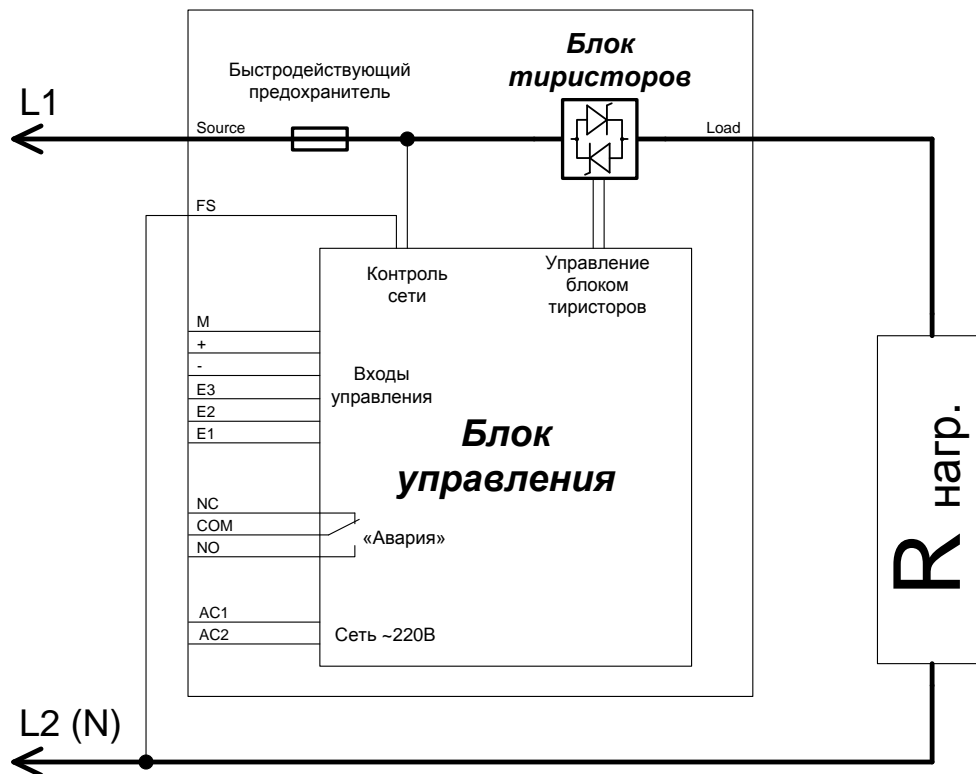 Блок
тиристоров
Быстродействующий
предохранитель
L1
Source
Load
FS
Контроль
сети
Управление
блоком
тиристоров
M
+
-
E3
E2
E1
Входы
управления
Блок
управления
R нагр.
NC
COM
NO
«Авария»
AC1
AC2
Сеть ~220В
L2 (N)